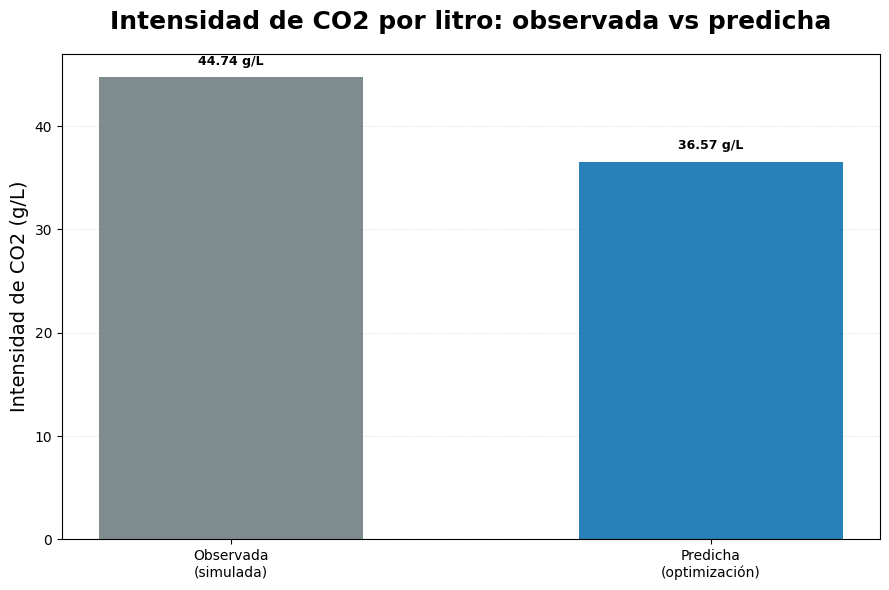 Intensidad de CO2 por litro: observada vs predicha
44.74 g/L
36.57 g/L
Intensidad de CO2 (g/L)
40
30
20
10
0
Observada
(simulada)
Predicha
(optimización)